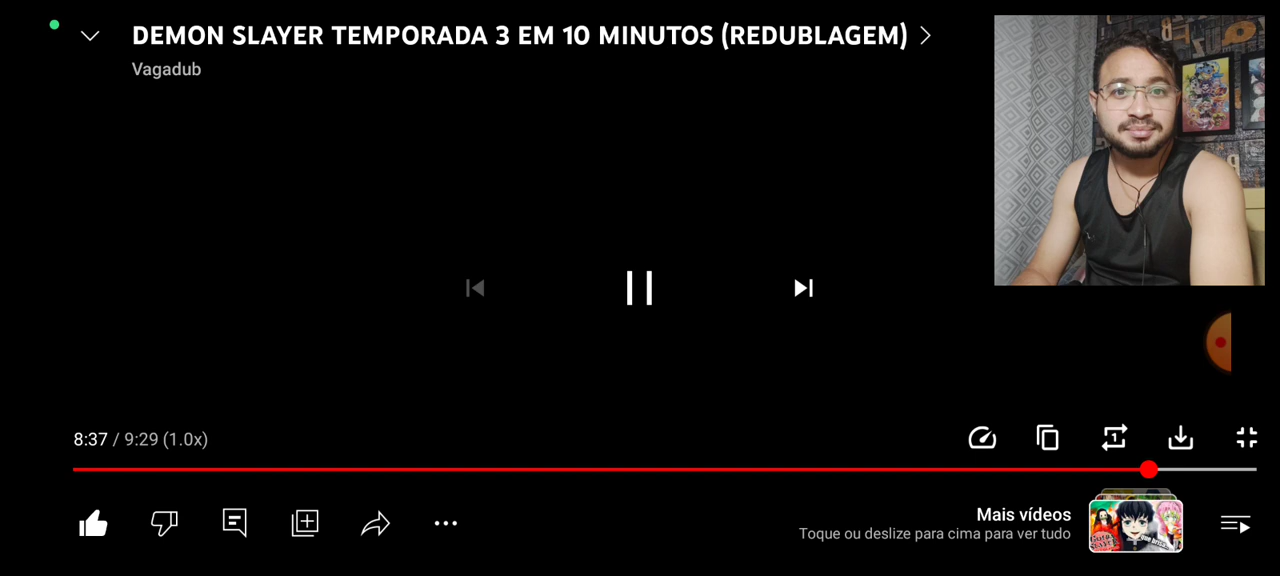 DEMON SLAYER TEMPORADA 3 EM 10 MINUTOS (REDUBLAGEM)
Vagadub
8:37 / 9:29 (1.0x)
1
Mais vídeos
Toque ou deslize para cima para ver tudo